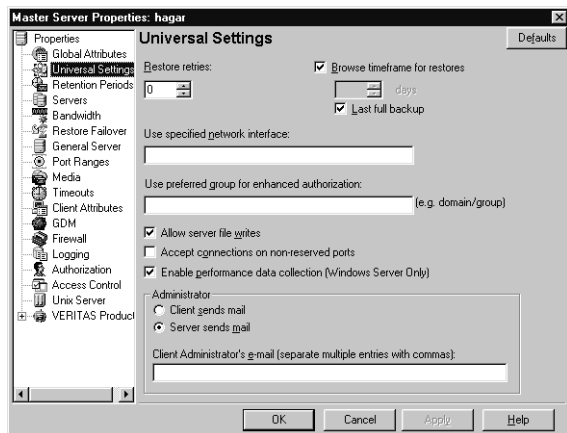 Master Server Properties: hagar
Properties
Global Attributes
Universal Settings
Retention Periods
Servers
Bandwidth
Restore Failover
General Server
Port Ranges
Media
Timeouts
Client Attributes
GDM
Firewall
Logging
Authorization
Access Control
Unix Server
VERITAS Product
Universal Settings
Defaults
Restore retries:
0
Browse timeframe for restores
days
Last full backup
Use specified network interface:
Use preferred group for enhanced authorization:
(e.g. domain/group)
Allow server file writes
Accept connections on non-reserved ports
Enable performance data collection (Windows Server Only)
Administrator
Client sends mail
Server sends mail
Client Administrator's e-mail (separate multiple entries with commas):
OK
Cancel
Apply
Help